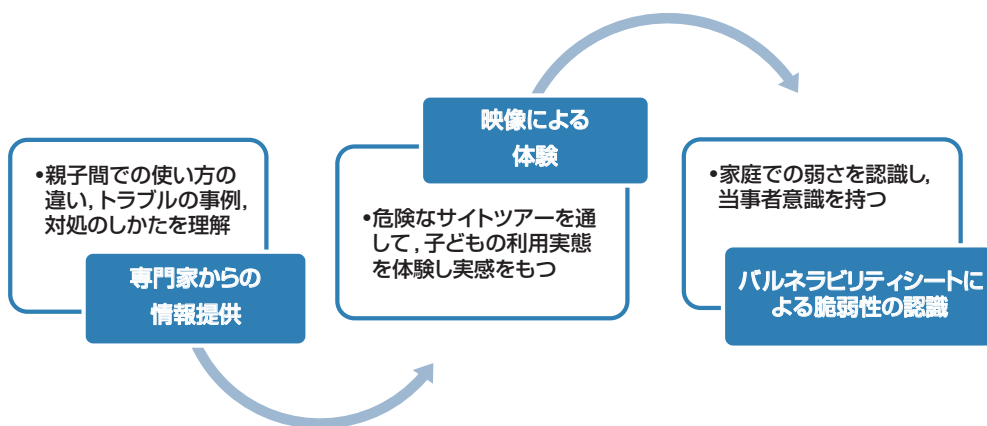 •親子間での使い方の
違い,トラブルの事例,
対処のしかたを理解
専門家からの
情報提供
映像による
体験
•危険なサイトツアーを通
して,子どもの利用実態
を体験し実感をもつ
•家庭での弱さを認識し,
当事者意識を持つ
バルネラビリティシートに
よる脆弱性の認識